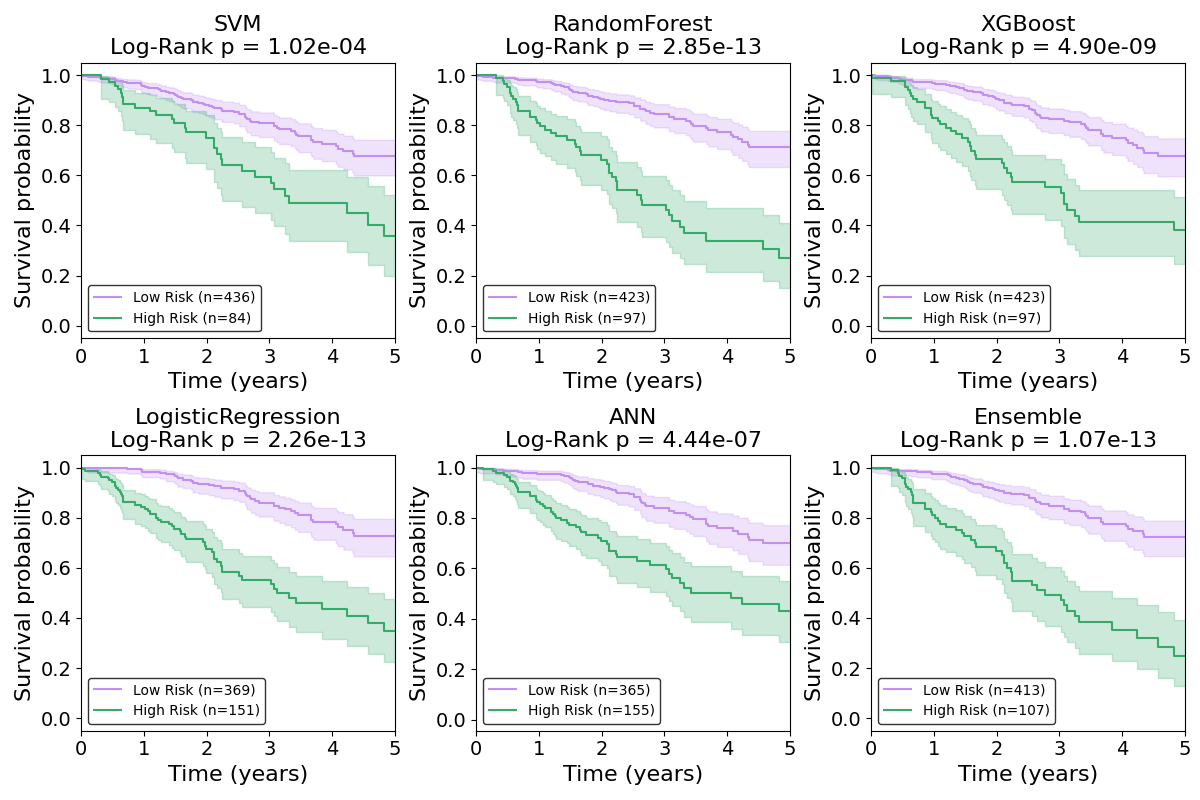 SVM
Log-Rank p = 1.02e-04
Survival probability
1.0
0.8
0.6
0.4
0.2
0.0
Low Risk (n=436)
High Risk (n=84)
0 1 2 3 4 5
Time (years)
RandomForest
Log-Rank p = 2.85e-13
Survival probability
1.0
0.8
0.6
0.4
0.2
0.0
Low Risk (n=423)
High Risk (n=97)
0 1 2 3 4 5
Time (years)
XGBoost
Log-Rank p = 4.90e-09
Survival probability
1.0
0.8
0.6
0.4
0.2
0.0
Low Risk (n=423)
High Risk (n=97)
0 1 2 3 4 5
Time (years)
LogisticRegression
Log-Rank p = 2.26e-13
Survival probability
1.0
0.8
0.6
0.4
0.2
0.0
Low Risk (n=369)
High Risk (n=151)
0 1 2 3 4 5
Time (years)
ANN
Log-Rank p = 4.44e-07
Survival probability
1.0
0.8
0.6
0.4
0.2
0.0
Low Risk (n=365)
High Risk (n=155)
0 1 2 3 4 5
Time (years)
Ensemble
Log-Rank p = 1.07e-13
Survival probability
1.0
0.8
0.6
0.4
0.2
0.0
Low Risk (n=413)
High Risk (n=107)
0 1 2 3 4 5
Time (years)